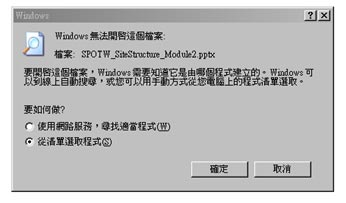 Windows
Windows 無法開啓這個檔案:
檔案: SPOTW_SiteStructure_Module2.pptx
要開啓這個檔案，Windows 需要知道它是由哪個程式建立的。Windows 可
以到線上自動搜尋，或您可以用手動方式從您電腦上的程式清單選取。
要如何做?
使用網路服務，尋找適當程式(W)
從清單選取程式(S)
確定
取消